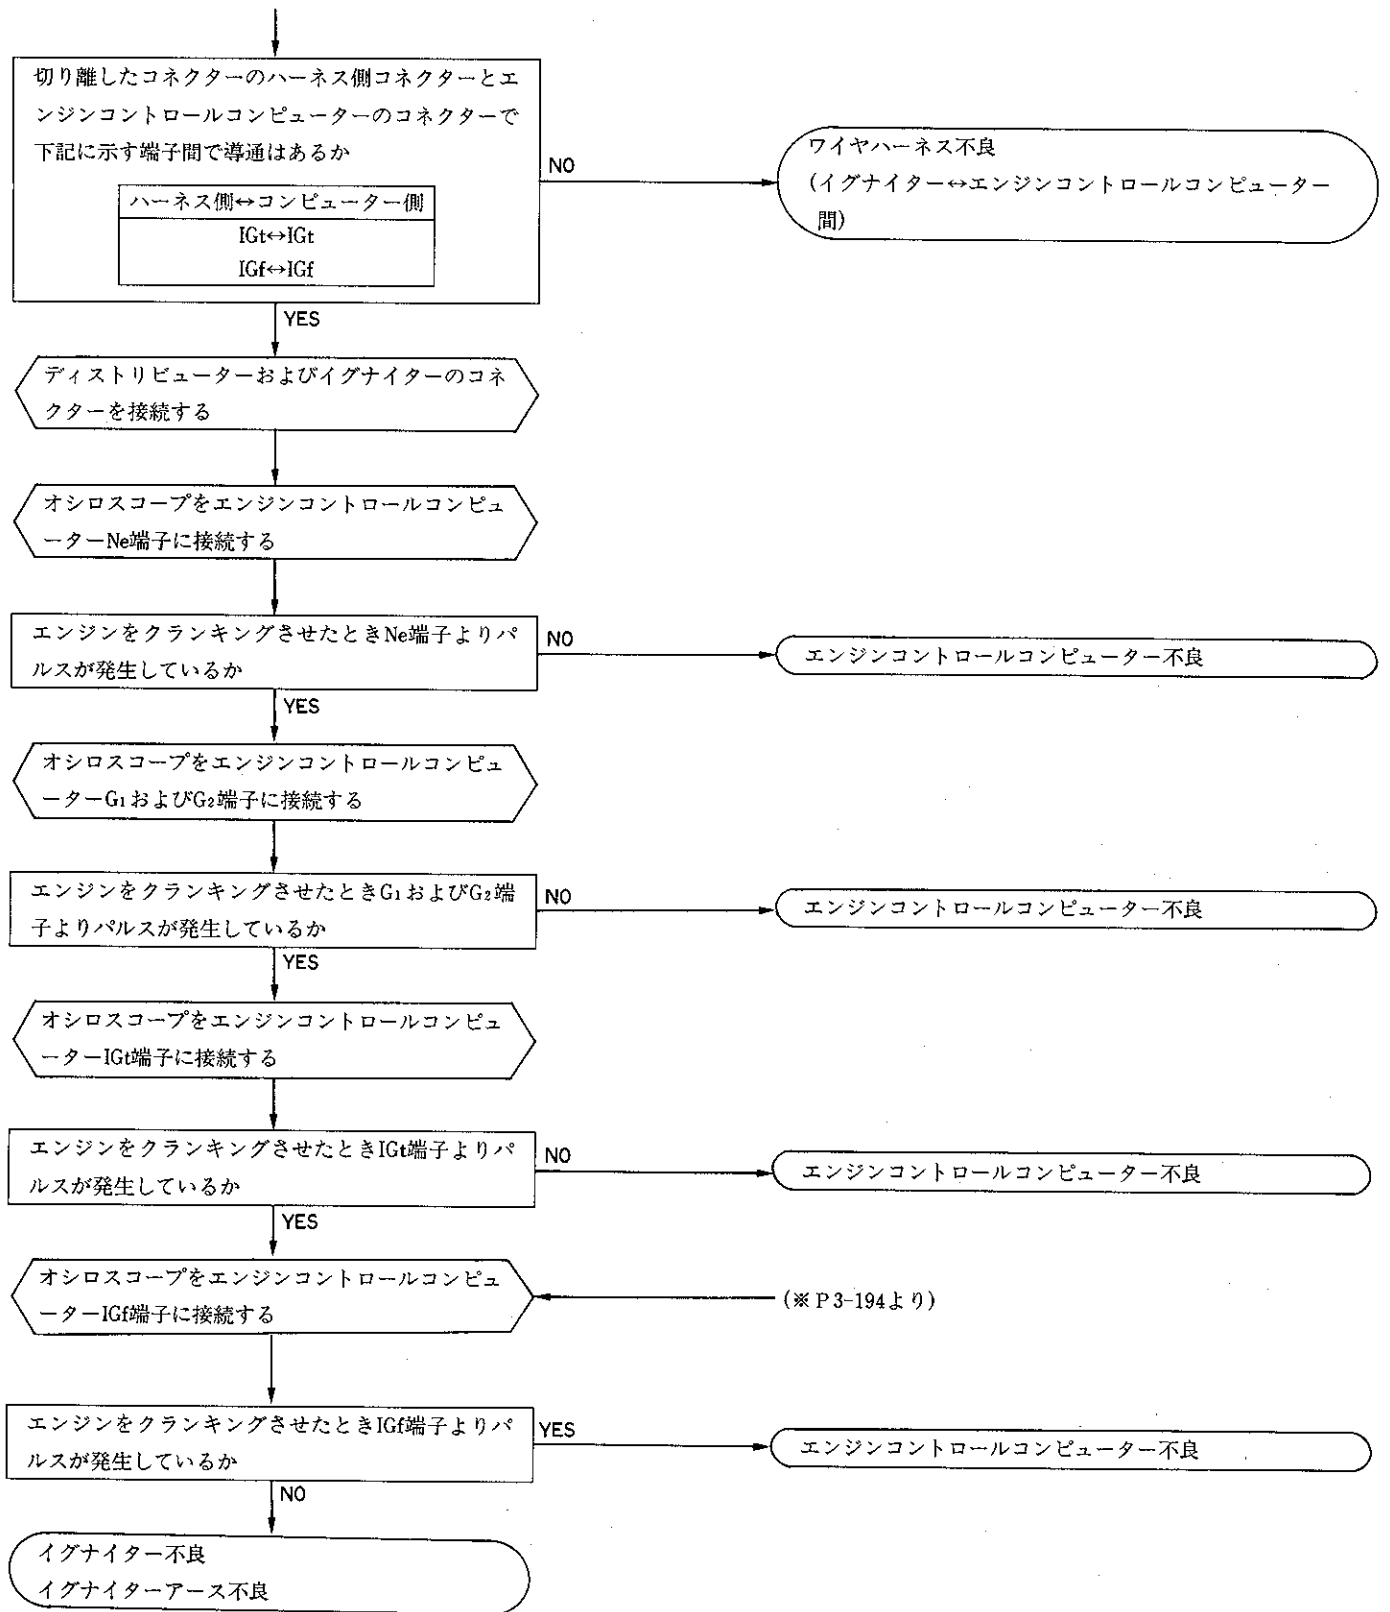 切り離したコネクターのハーネス側コネクターとエ
ンジンコントロールコンピューターのコネクターで
下記に示す端子間で導通はあるか
ハーネス側↔コンピューター側
IGt↔IGt
IGf↔IGf
NO
ワイヤハーネス不良
(イグナイター↔エンジンコントロールコンピューター
間)
YES
ディストリビューターおよびイグナイターのコネ
クターを接続する
オシロスコープをエンジンコントロールコンピュ
ーターNe端子に接続する
エンジンをクランキングさせたときNe端子よりパ
ルスが発生しているか
NO
エンジンコントロールコンピューター不良
YES
オシロスコープをエンジンコントロールコンピュ
ーターG₁およびG₂端子に接続する
エンジンをクランキングさせたときG₁およびG₂端
子よりパルスが発生しているか
NO
エンジンコントロールコンピューター不良
YES
オシロスコープをエンジンコントロールコンピュ
ーターIGt端子に接続する
エンジンをクランキングさせたときIGt端子よりパ
ルスが発生しているか
NO
エンジンコントロールコンピューター不良
YES
オシロスコープをエンジンコントロールコンピュ
ーターIGf端子に接続する
(※P3-194より)
エンジンをクランキングさせたときIGf端子よりパ
ルスが発生しているか
YES
エンジンコントロールコンピューター不良
NO
イグナイター不良
イグナイターアース不良